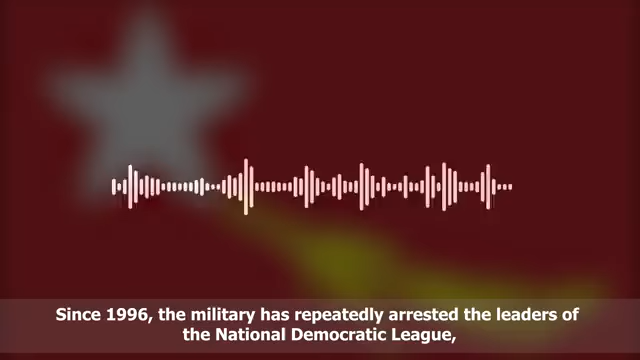 Since 1996, the military has repeatedly arrested the leaders of
the National Democratic League,